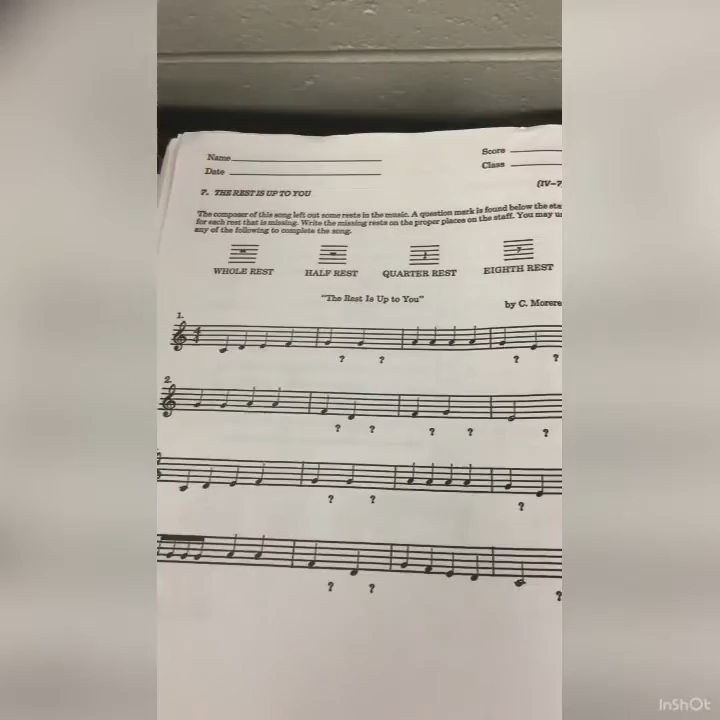 Name
Score
Date
Class
(IV-7
7. THE REST IS UP TO YOU
The composer of this song left out some rests in the music. A question mark is found below the sta
for each rest that is missing. Write the missing rests on the proper places on the staff. You may u
any of the following to complete the song.
WHOLE REST HALF REST QUARTER REST EIGHTH REST
"The Rest Is Up to You"
by C. Morere
1.
4
4
? ? ? ?
2.
? ? ? ? ?
? ? ?
? ? ?
InShOt